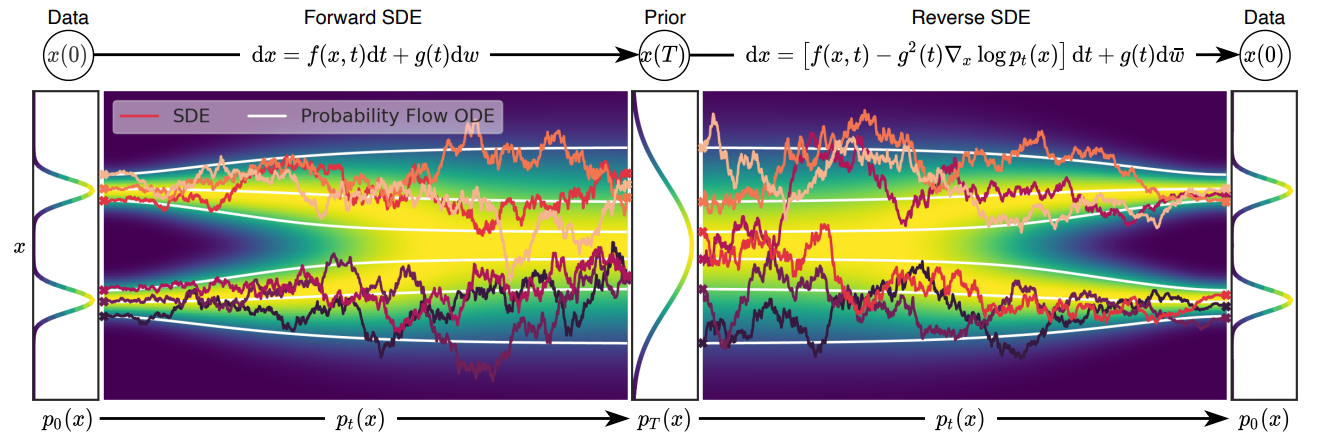 Data Forward SDE Prior Reverse SDE Data
x(0) dx = f(x, t)dt + g(t)dw x(T) dx = [f(x, t) − g²(t)∇ₓ log pₜ(x)] dt + g(t)dw̄ x(0)
SDE Probability Flow ODE
x
p₀(x) pₜ(x) p_T(x) pₜ(x) p₀(x)